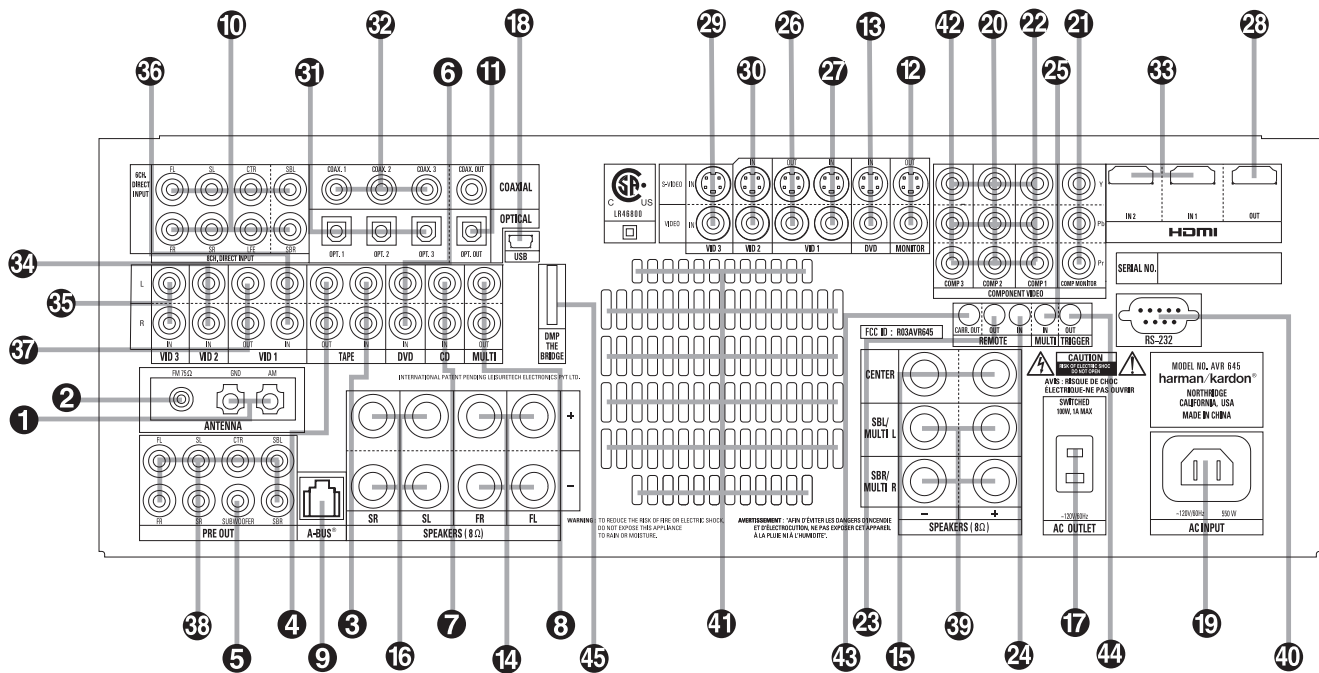 10 32 18 29 26 13 42 20 22 21 28
36 31 6 11 30 27 12 25 33
6CH. DIRECT INPUT
FL SL CTR SBL
FR SR LFE SBR
8CH. DIRECT INPUT
COAX. 1 COAX. 2 COAX. 3 COAX. OUT
COAXIAL
OPTICAL
OPT. 1 OPT. 2 OPT. 3 OPT. OUT
USB
C US
LR46800
S-VIDEO IN IN OUT IN IN OUT
VIDEO IN
VID 3 VID 2 VID 1 DVD MONITOR
Y
Pb
Pr
COMP 3 COMP 2 COMP 1 COMP MONITOR
COMPONENT VIDEO
IN 2 IN 1 OUT
HDMI
SERIAL NO.
34
35
37
L
R
IN IN OUT IN OUT IN IN IN OUT
VID 3 VID 2 VID 1 TAPE DVD CD MULTI
DMP
THE
BRIDGE
CARR. OUT OUT IN IN OUT
REMOTE MULTI TRIGGER
RS-232
FCC ID : R03AVR645
INTERNATIONAL PATENT PENDING LEISURETECH ELECTRONICS PVT LTD.
2
1
FM 75Ω GND AM
ANTENNA
FL SL CTR SBL
FR SR SUBWOOFER SBR
PRE OUT
A-BUS®
+
−
SR SL FR FL
SPEAKERS ( 8 Ω )
WARNING : TO REDUCE THE RISK OF FIRE OR ELECTRIC SHOCK,
DO NOT EXPOSE THIS APPLIANCE
TO RAIN OR MOISTURE.
AVERTISSEMENT : "AFIN D'ÉVITER LES DANGERS D'INCENDIE
ET D'ÉLECTROCUTION, NE PAS EXPOSER CET APPAREIL
À LA PLUIE NI À L'HUMIDITE".
CENTER
SBL/
MULTI L
SBR/
MULTI R
− +
SPEAKERS ( 8Ω )
CAUTION
RISK OF ELECTRIC SHOC
DO NOT OPEN
AVIS : RISQUE DE CHOC
ÉLECTRIQUE-NE PAS OUVRIR
SWITCHED
100W, 1A MAX
~120V/60Hz
AC OUTLET
MODEL NO. AVR 645
harman/kardon®
NORTHRIDGE
CALIFORNIA, USA
MADE IN CHINA
~120V/60Hz 550 W
AC INPUT
38 4 3 7 8 41 23 39 17 19
5 9 16 14 45 43 15 24 44 40